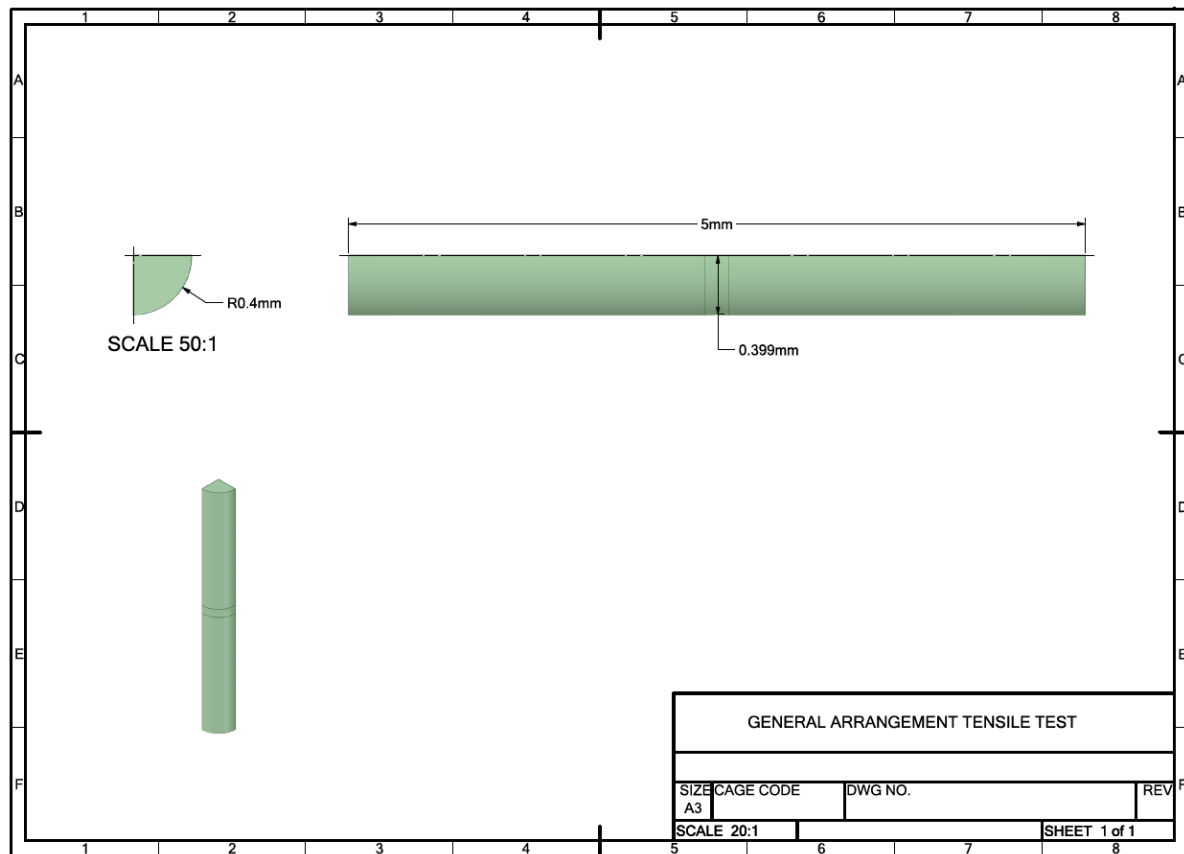 1 2 3 4 5 6 7 8
A A
B B
5mm
R0.4mm
SCALE 50:1
0.399mm
C C
D D
E E
GENERAL ARRANGEMENT TENSILE TEST
F F
SIZE CAGE CODE DWG NO. REV
A3
SCALE 20:1 SHEET 1 of 1
1 2 3 4 5 6 7 8